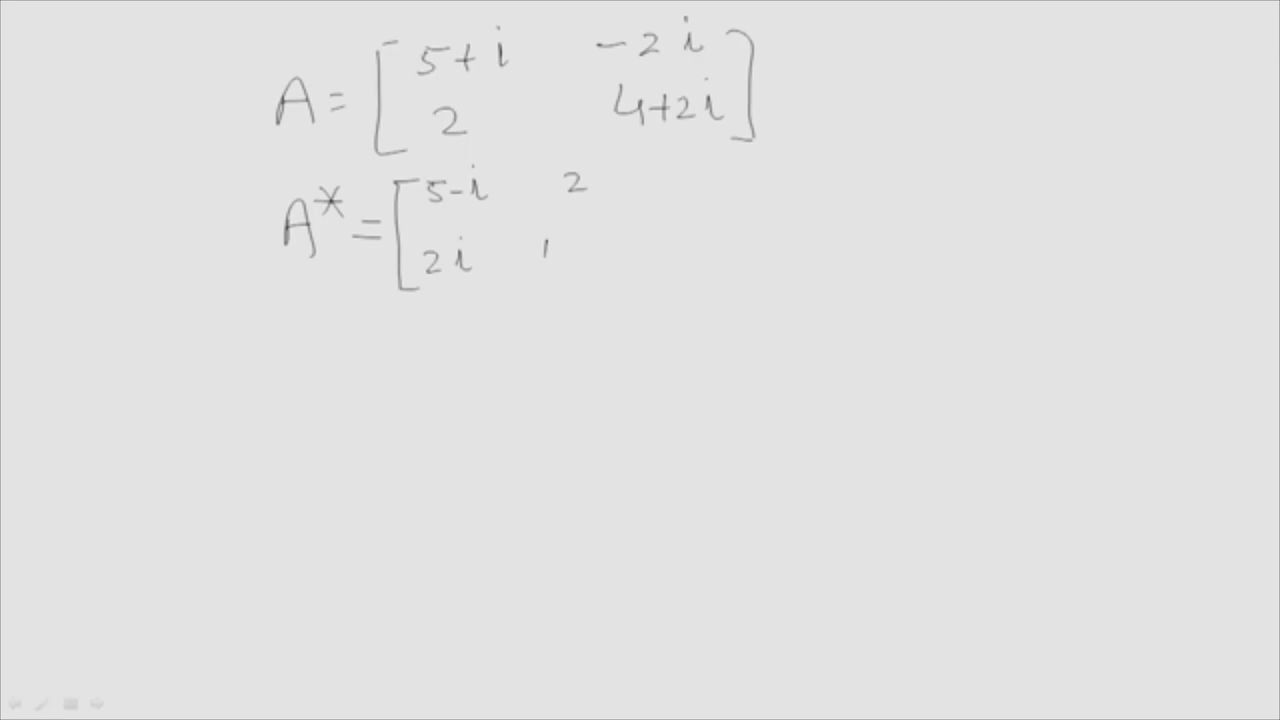 A = [ 5+i -2i
2 4+2i ]
A* = [ 5-i 2
2i